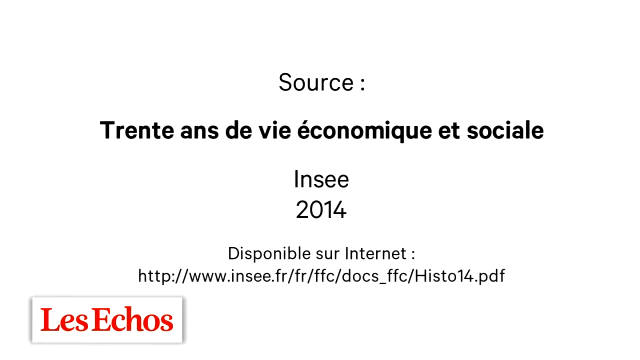 Source :
Trente ans de vie économique et sociale
Insee
2014
Disponible sur Internet :
http://www.insee.fr/fr/ffc/docs_ffc/Histo14.pdf
Les Echos